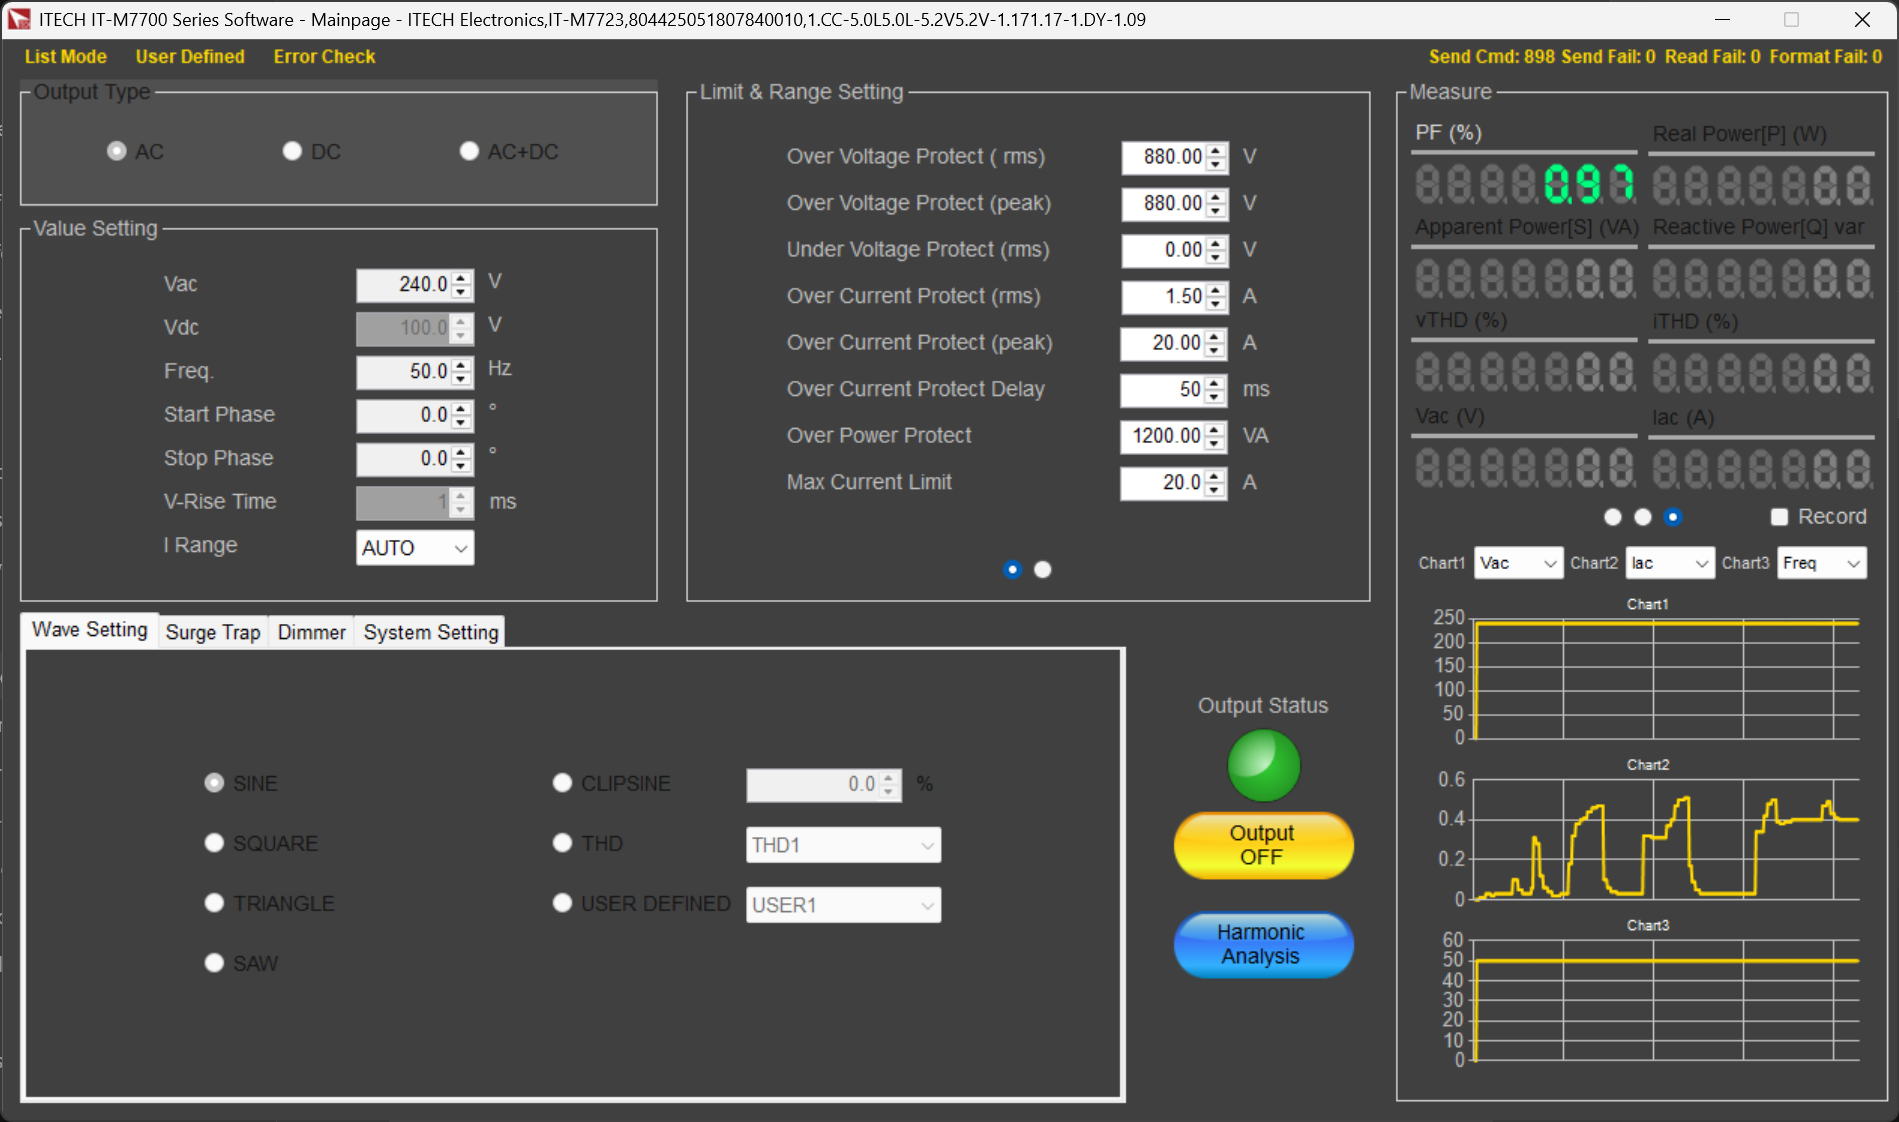 ITECH IT-M7700 Series Software - Mainpage - ITECH Electronics,IT-M7723,804425051807840010,1.CC-5.0L5.0L-5.2V5.2V-1.171.17-1.DY-1.09
List Mode User Defined Error Check
Send Cmd: 898 Send Fail: 0 Read Fail: 0 Format Fail: 0
Output Type
AC DC AC+DC
Value Setting
Vac 240.0 V
Vdc 100.0 V
Freq. 50.0 Hz
Start Phase 0.0 °
Stop Phase 0.0 °
V-Rise Time 1 ms
I Range AUTO
Limit & Range Setting
Over Voltage Protect ( rms) 880.00 V
Over Voltage Protect (peak) 880.00 V
Under Voltage Protect (rms) 0.00 V
Over Current Protect (rms) 1.50 A
Over Current Protect (peak) 20.00 A
Over Current Protect Delay 50 ms
Over Power Protect 1200.00 VA
Max Current Limit 20.0 A
Wave Setting Surge Trap Dimmer System Setting
SINE CLIPSINE 0.0 %
SQUARE THD THD1
TRIANGLE USER DEFINED USER1
SAW
Output Status
Output
OFF
Harmonic
Analysis
Measure
PF (%) Real Power[P] (W)
0.97
Apparent Power[S] (VA) Reactive Power[Q] var
vTHD (%) iTHD (%)
Vac (V) Iac (A)
Record
Chart1 Vac Chart2 Iac Chart3 Freq
Chart1
250
200
150
100
50
0
Chart2
0.6
0.4
0.2
0
Chart3
60
50
40
30
20
10
0